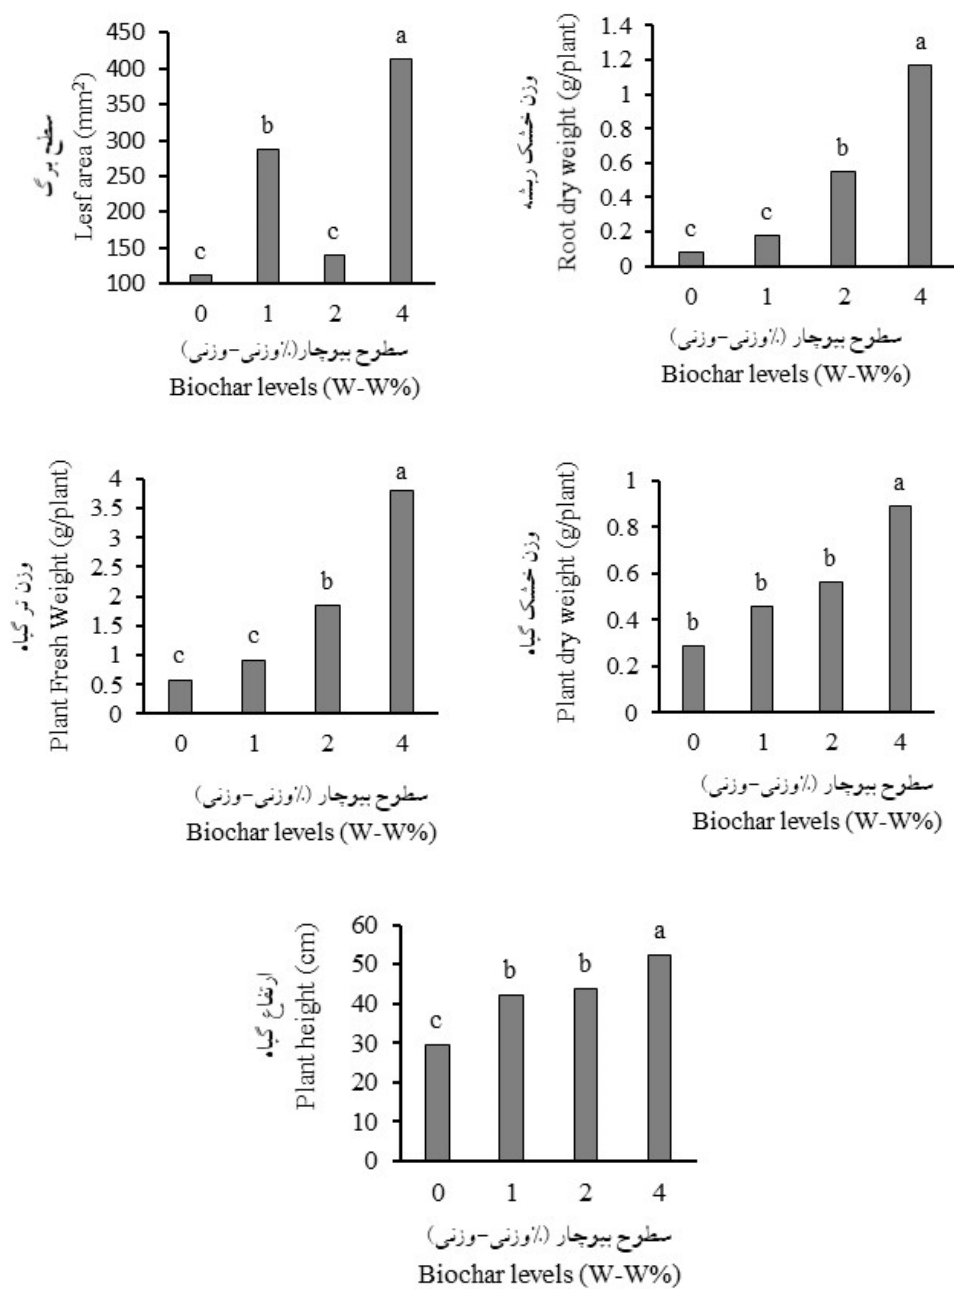 سطح برگ
Lesf area (mm²)
450
400
350
300
250
200
150
100
c
b
c
a
0 1 2 4
سطوح بیوچار(٪وزنی-وزنی)
Biochar levels (W-W%)
وزن خشک ریشه
Root dry weight (g/plant)
1.4
1.2
1
0.8
0.6
0.4
0.2
0
c
c
b
a
0 1 2 4
سطوح بیوچار (٪وزنی-وزنی)
Biochar levels (W-W%)
وزن تر گیاه
Plant Fresh Weight (g/plant)
4
3.5
3
2.5
2
1.5
1
0.5
0
c
c
b
a
0 1 2 4
سطوح بیوچار (٪وزنی-وزنی)
Biochar levels (W-W%)
وزن خشک گیاه
Plant dry weight (g/plant)
1
0.8
0.6
0.4
0.2
0
b
b
b
a
0 1 2 4
سطوح بیوچار (٪وزنی-وزنی)
Biochar levels (W-W%)
ارتفاع گیاه
Plant height (cm)
60
50
40
30
20
10
0
c
b
b
a
0 1 2 4
سطوح بیوچار (٪وزنی-وزنی)
Biochar levels (W-W%)